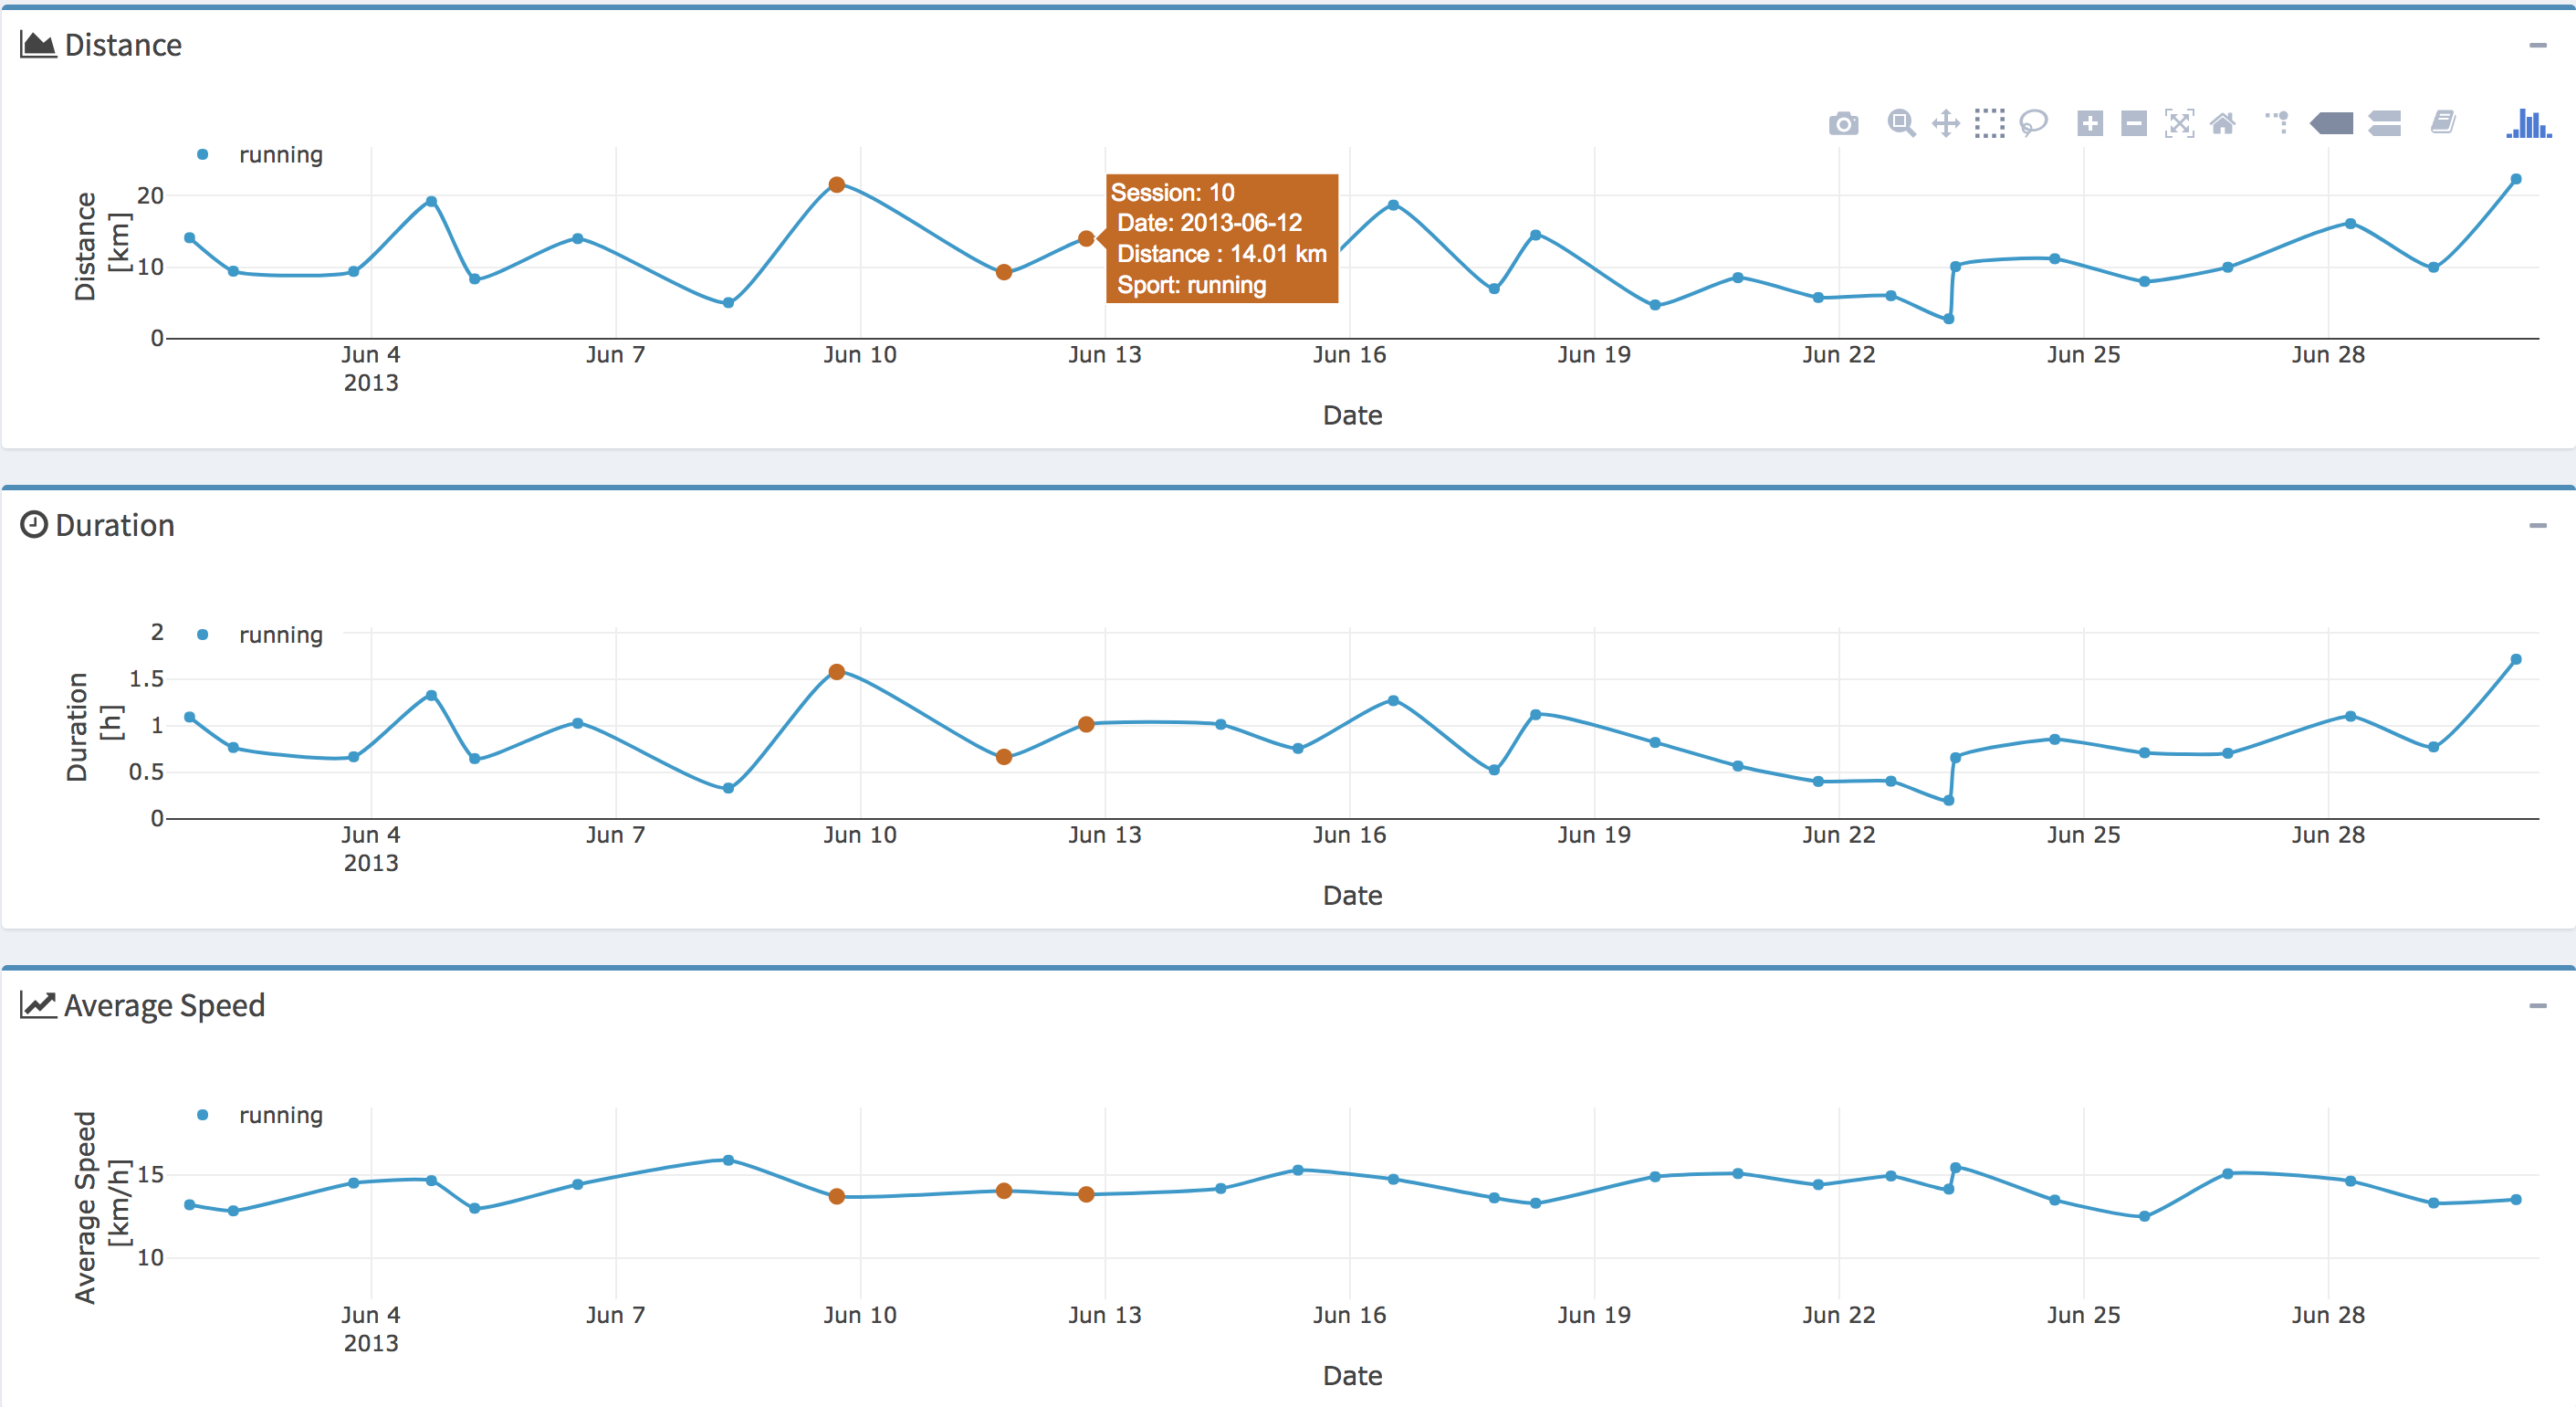 Distance
running
Distance
[km]
20
10
0
Session: 10
Date: 2013-06-12
Distance : 14.01 km
Sport: running
Jun 4
2013
Jun 7
Jun 10
Jun 13
Jun 16
Jun 19
Jun 22
Jun 25
Jun 28
Date
Duration
running
Duration
[h]
2
1.5
1
0.5
0
Jun 4
2013
Jun 7
Jun 10
Jun 13
Jun 16
Jun 19
Jun 22
Jun 25
Jun 28
Date
Average Speed
running
Average Speed
[km/h]
15
10
Jun 4
2013
Jun 7
Jun 10
Jun 13
Jun 16
Jun 19
Jun 22
Jun 25
Jun 28
Date